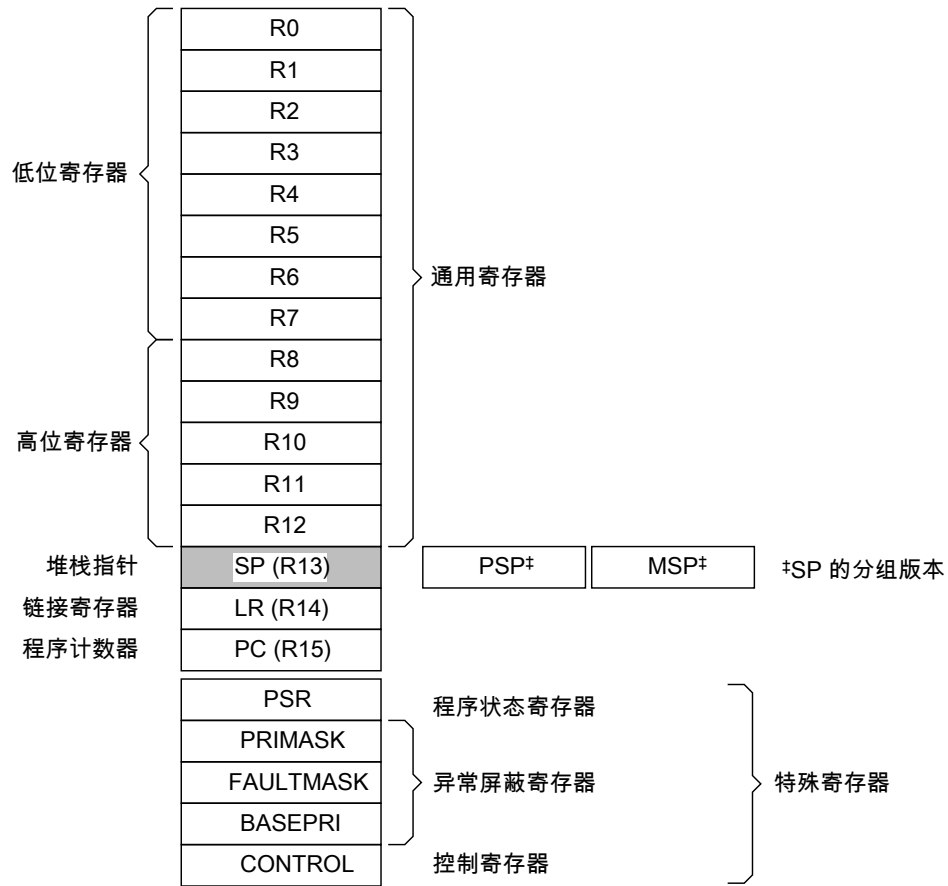 R0
R1
R2
R3
低位寄存器
R4
R5
R6
通用寄存器
R7
R8
R9
高位寄存器
R10
R11
R12
堆栈指针 SP (R13) PSP‡ MSP‡ ‡SP 的分组版本
链接寄存器 LR (R14)
程序计数器 PC (R15)
PSR 程序状态寄存器
PRIMASK
FAULTMASK 异常屏蔽寄存器 特殊寄存器
BASEPRI
CONTROL 控制寄存器